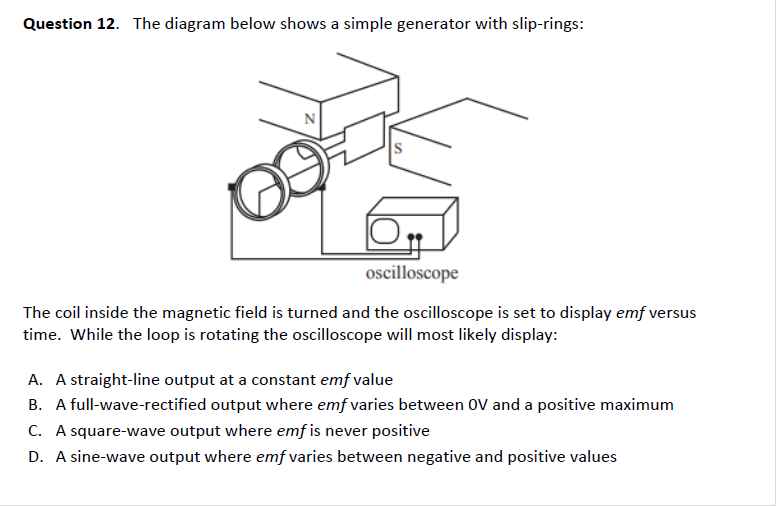 Question 12. The diagram below shows a simple generator with slip-rings:
N
S
oscilloscope
The coil inside the magnetic field is turned and the oscilloscope is set to display emf versus
time. While the loop is rotating the oscilloscope will most likely display:
A. A straight-line output at a constant emf value
B. A full-wave-rectified output where emf varies between 0V and a positive maximum
C. A square-wave output where emf is never positive
D. A sine-wave output where emf varies between negative and positive values